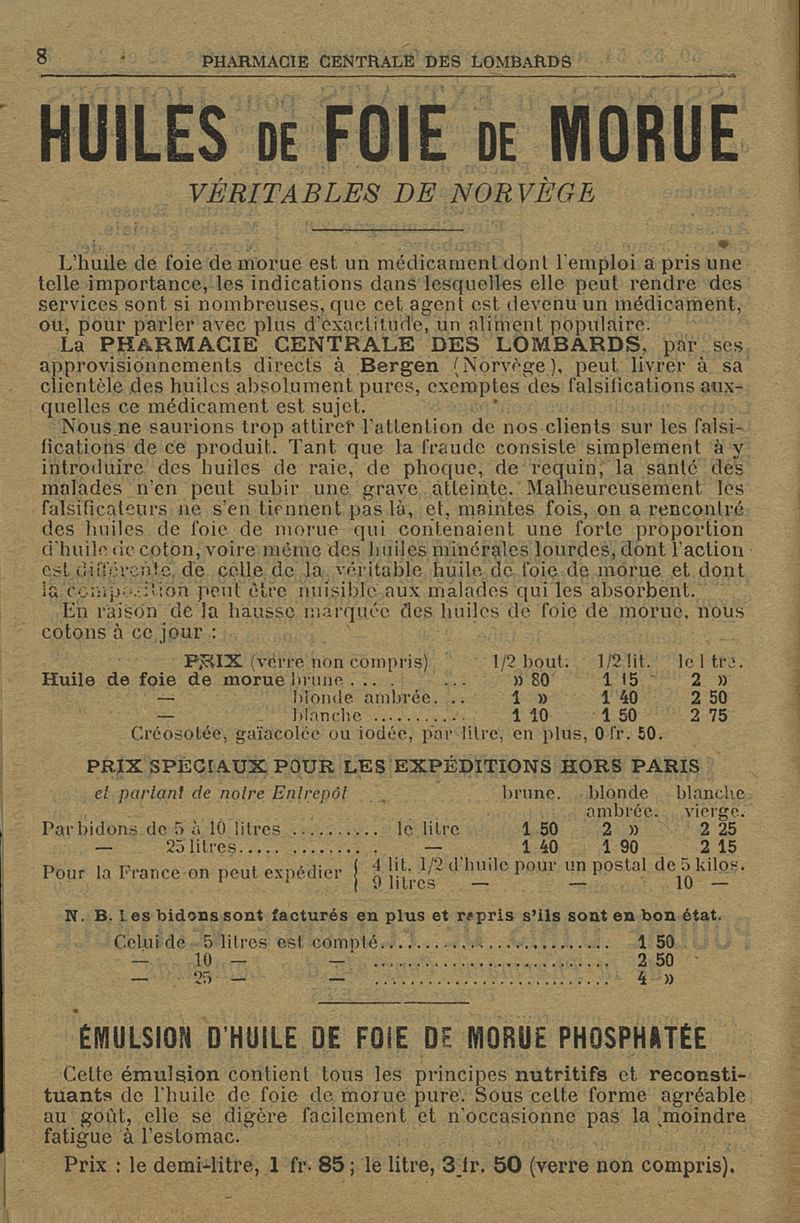 8 PHARMACIE CENTRALE DES LOMBARDS
HUILES DE FOIE DE MORUE
VÉRITABLES DE NORVÈGE
L'huile de foie de morue est un médicament dont l'emploi a pris une
telle importance, les indications dans lesquelles elle peut rendre des
services sont si nombreuses, que cet agent est devenu un médicament,
ou, pour parler avec plus d'exactitude, un aliment populaire.
La PHARMACIE CENTRALE DES LOMBARDS, par ses
approvisionnements directs à Bergen (Norvège), peut livrer à sa
clientèle des huiles absolument pures, exemptes des falsifications aux-
quelles ce médicament est sujet.
Nous ne saurions trop attirer l'attention de nos clients sur les falsi-
fications de ce produit. Tant que la fraude consiste simplement à y
introduire des huiles de raie, de phoque, de requin, la santé des
malades n'en peut subir une grave atteinte. Malheureusement les
falsificateurs ne s'en tiennent pas là, et, maintes fois, on a rencontré
des huiles de foie de morue qui contenaient une forte proportion
d'huile de coton, voire même des huiles minérales lourdes, dont l'action
est différente de celle de la véritable huile de foie de morue et dont
la composition peut être nuisible aux malades qui les absorbent.
En raison de la hausse marquée des huiles de foie de morue, nous
cotons à ce jour :
PRIX (verre non compris) 1/2 bout. 1/2 lit. le l tre.
Huile de foie de morue brune .... ... » 80 1 15 2 »
— blonde ambrée. .. 1 » 1 40 2 50
— blanche ........... 1 10 1 50 2 75
Créosotée, gaïacolée ou iodée, par litre, en plus, 0 fr. 50.
PRIX SPÉCIAUX POUR LES EXPÉDITIONS HORS PARIS
et partant de notre Entrepôt brune. blonde blanche
ambrée. vierge.
Par bidons de 5 à 10 litres .......... le litre 1 50 2 » 2 25
— 25 litres.... .......... . — 1 40 1 90 2 15
Pour la France on peut expédier { 4 lit. 1/2 d'huile pour un postal de 5 kilos.
9 litres — — 10 —
N. B. Les bidons sont facturés en plus et repris s'ils sont en bon état.
Celui de 5 litres est compté.......................... 1 50
— 10 — — .......................... 2 50
— 25 — — .......................... 4 »
ÉMULSION D'HUILE DE FOIE DE MORUE PHOSPHATÉE
Cette émulsion contient tous les principes nutritifs et reconsti-
tuants de l'huile de foie de morue pure. Sous cette forme agréable
au goût, elle se digère facilement et n'occasionne pas la moindre
fatigue à l'estomac.
Prix : le demi-litre, 1 fr. 85 ; le litre, 3 fr. 50 (verre non compris).